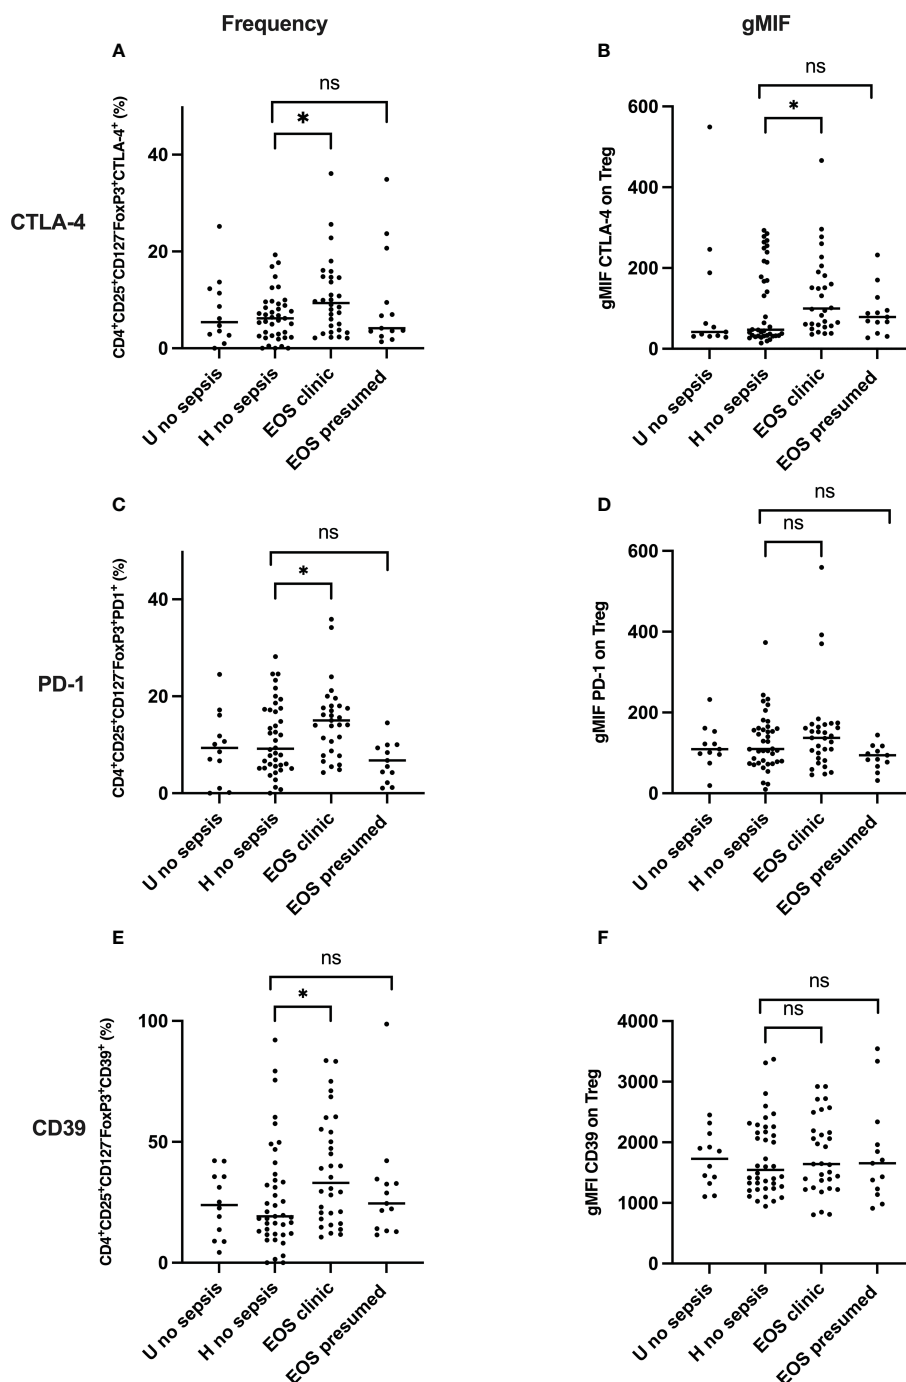 Frequency
gMIF
A
B
CTLA-4
CD4+CD25+CD127-FoxP3+CTLA-4+ (%)
ns
*
40
20
0
U no sepsis
H no sepsis
EOS clinic
EOS presumed
gMIF CTLA-4 on Treg
ns
*
600
400
200
0
U no sepsis
H no sepsis
EOS clinic
EOS presumed
C
D
PD-1
CD4+CD25+CD127-FoxP3+PD1+ (%)
ns
*
40
20
0
U no sepsis
H no sepsis
EOS clinic
EOS presumed
gMIF PD-1 on Treg
ns
ns
600
400
200
0
U no sepsis
H no sepsis
EOS clinic
EOS presumed
E
F
CD39
CD4+CD25+CD127-FoxP3+CD39+ (%)
ns
*
100
50
0
U no sepsis
H no sepsis
EOS clinic
EOS presumed
gMFI CD39 on Treg
ns
ns
4000
3000
2000
1000
0
U no sepsis
H no sepsis
EOS clinic
EOS presumed